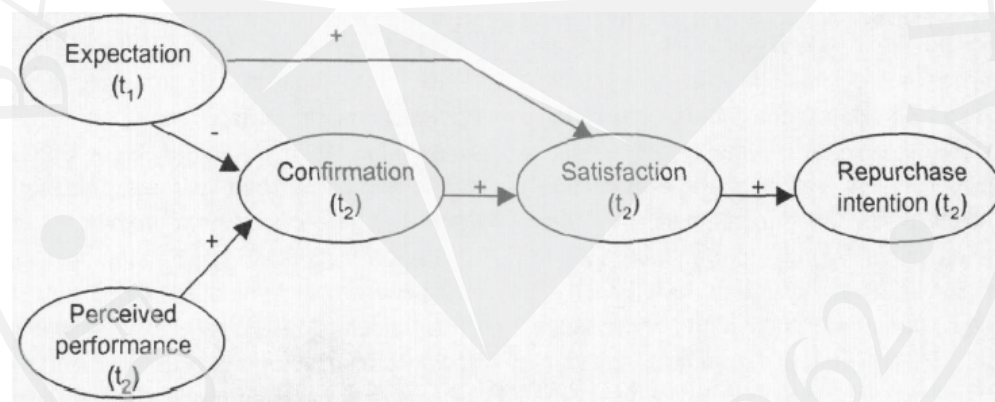 Expectation
(t₁)
+
-
Confirmation
(t₂)
+
Satisfaction
(t₂)
+
Repurchase
intention (t₂)
+
Perceived
performance
(t₂)